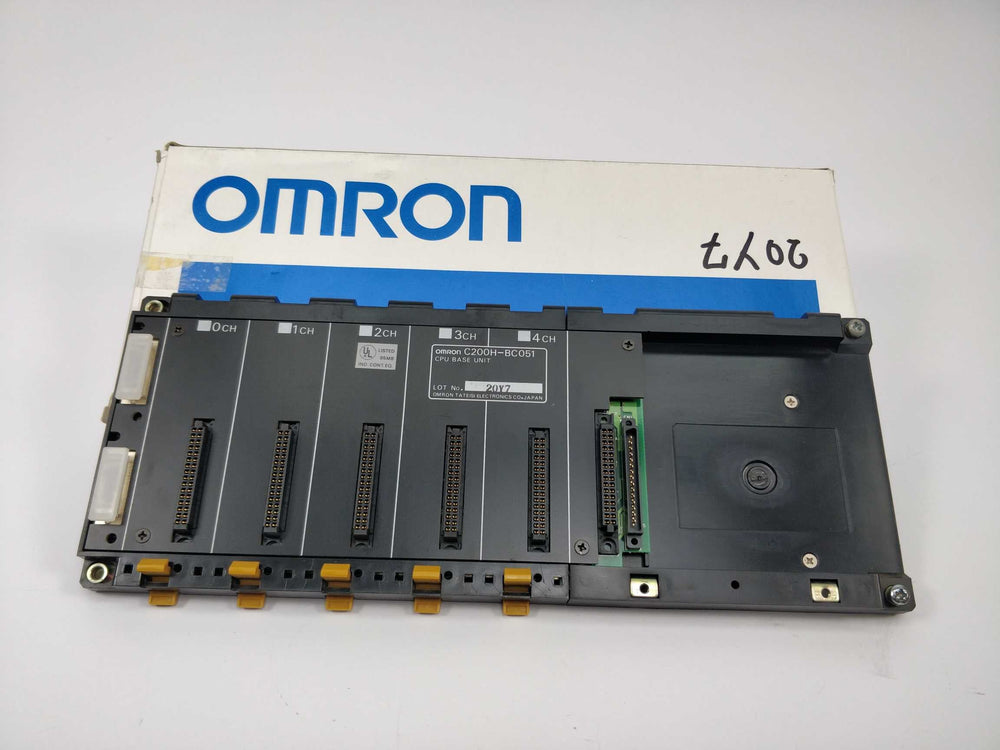 OMRON
20Y7
0CH
1CH
2CH
3CH
4CH
UL LISTED
IND. CONT. EQ.
OMRON C200H-BC051
CPU BASE UNIT
LOT No. 20Y7
OMRON TATEISI ELECTRONICS CO. JAPAN